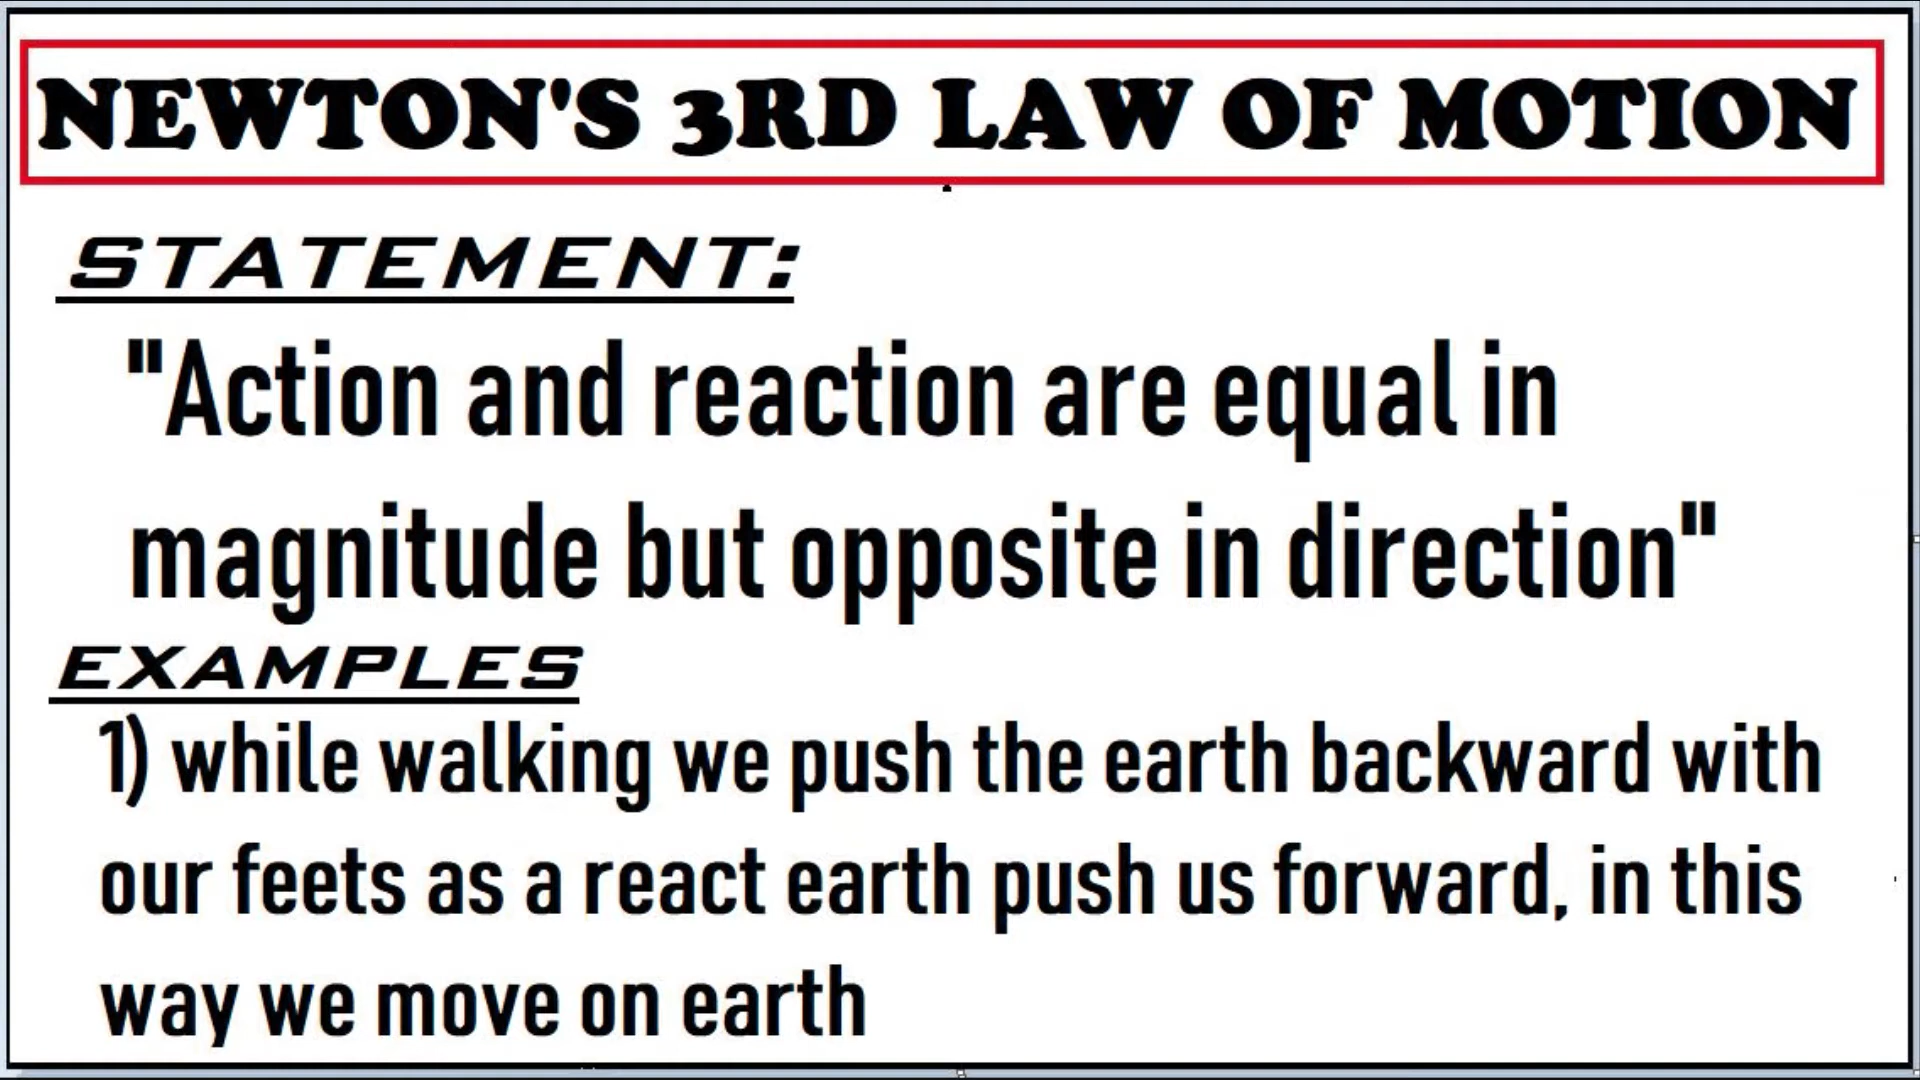 NEWTON'S 3RD LAW OF MOTION
STATEMENT:
"Action and reaction are equal in
magnitude but opposite in direction"
EXAMPLES
1) while walking we push the earth backward with
our feets as a react earth push us forward, in this
way we move on earth